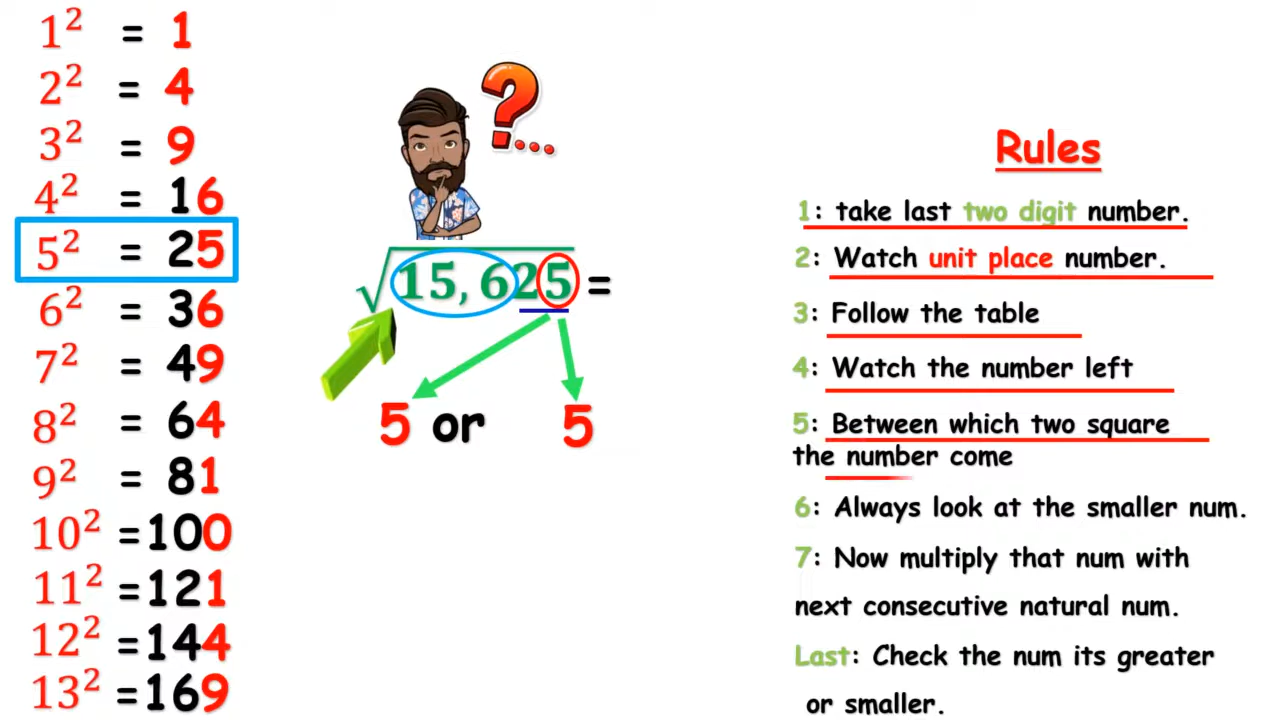 1² = 1
2² = 4
3² = 9
4² = 16
5² = 25
6² = 36
7² = 49
8² = 64
9² = 81
10² =100
11² =121
12² =144
13² =169
?...
√15,625 =
5 or 5
Rules
1: take last two digit number.
2: Watch unit place number.
3: Follow the table
4: Watch the number left
5: Between which two square
the number come
6: Always look at the smaller num.
7: Now multiply that num with
next consecutive natural num.
Last: Check the num its greater
or smaller.